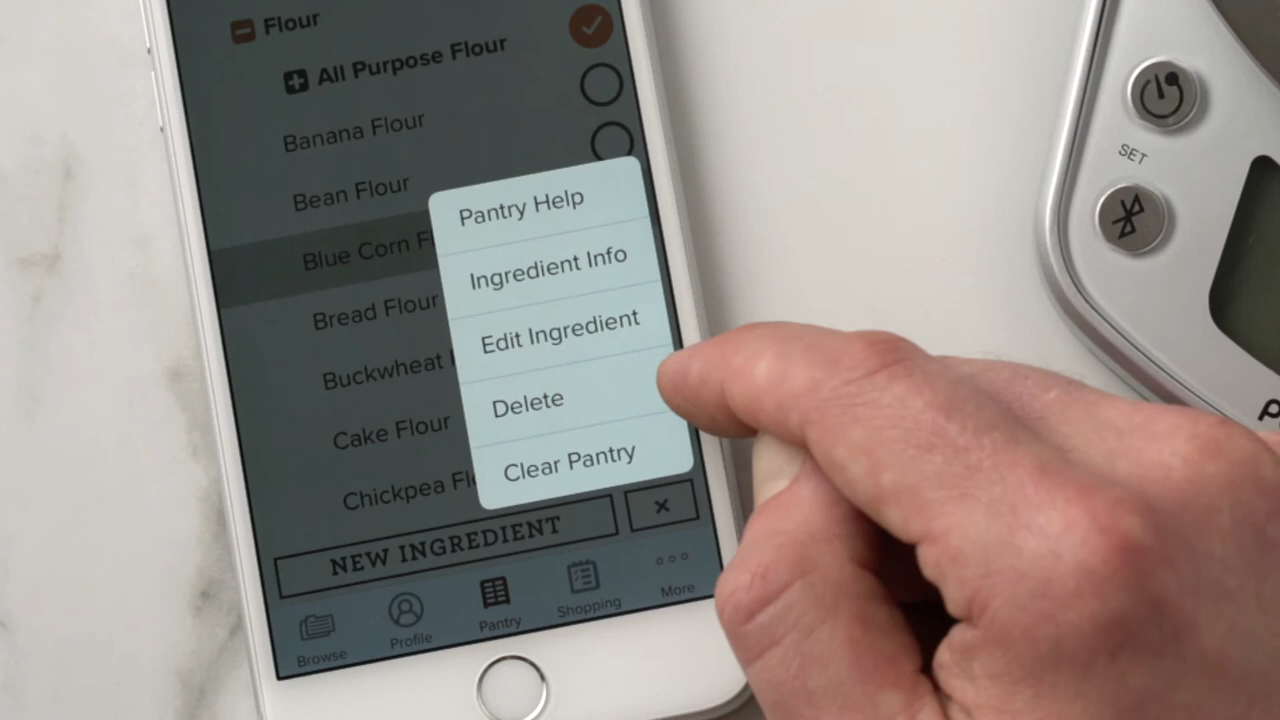 Flour
All Purpose Flour
Banana Flour
Bean Flour
Blue Corn
Bread Flour
Buckwheat
Cake Flour
Chickpea
Pantry Help
Ingredient Info
Edit Ingredient
Delete
Clear Pantry
NEW INGREDIENT
Browse
Profile
Pantry
Shopping
More
SET